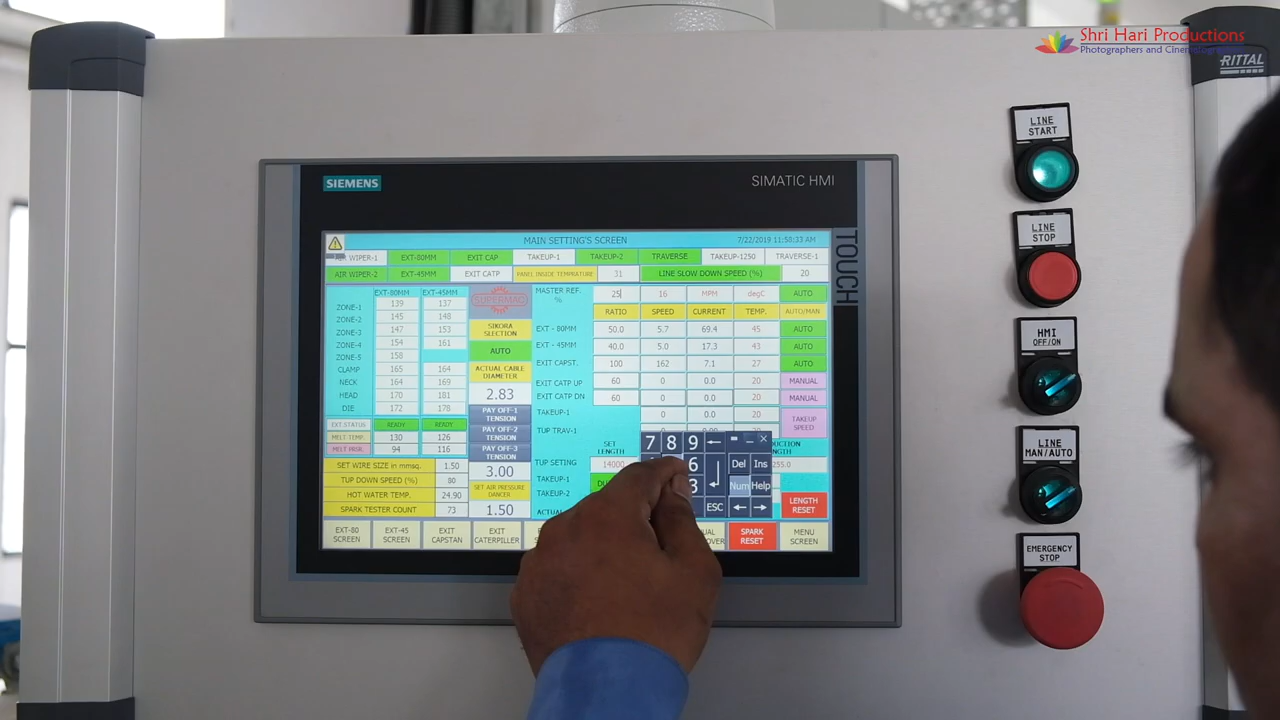 Shri Hari Productions
Photographers and Cinematographers
RITTAL
SIEMENS
SIMATIC HMI
TOUCH
MAIN SETTING'S SCREEN 7/22/2019 11:58:33 AM
WIPER-1 EXT-80MM EXIT CAP TAKEUP-1 TAKEUP-2 TRAVERSE TAKEUP-1250 TRAVERSE-1
AIR WIPER-2 EXT-45MM EXIT CATP PANEL INSIDE TEMPRATURE 31 LINE SLOW DOWN SPEED (%) 20
EXT-80MM EXT-45MM
ZONE-1 139 137
ZONE-2 145 148
ZONE-3 147 153
ZONE-4 154 161
ZONE-5 158
CLAMP 165 164
NECK 164 169
HEAD 170 181
DIE 172 178
EXT STATUS READY READY
MELT TEMP. 130 126
MELT PRSR. 94 116
SET WIRE SIZE in mmsq. 1.50
TUP DOWN SPEED (%) 80
HOT WATER TEMP. 24.90
SPARK TESTER COUNT 73
SUPERMAC
SIKORA
SELECTION
AUTO
ACTUAL CABLE
DIAMETER
2.83
PAY OFF-1
TENSION
PAY OFF-2
TENSION
PAY OFF-3
TENSION
3.00
SET AIR PRESSURE
DANCER
1.50
MASTER REF.
% 25 16 MPM degC AUTO
RATIO SPEED CURRENT TEMP. AUTO/MAN
EXT - 80MM 50.0 5.7 69.4 45 AUTO
EXT - 45MM 40.0 5.0 17.3 43 AUTO
EXIT CAPST. 100 162 7.1 27 AUTO
EXIT CATP UP 60 0 0.0 20 MANUAL
EXIT CATP DN 60 0 0.0 20 MANUAL
TAKEUP-1 0 0.0 20
TAKEUP
SPEED
TUP TRAV-1
SET
LENGTH
TUP SETING 14000
TAKEUP-1
TAKEUP-2
7 8 9
6 Del Ins
3 Num Help
ESC
255.0
LENGTH
RESET
EXT-80
SCREEN
EXT-45
SCREEN
EXIT
CAPSTAN
EXIT
CATERPILLER
SPARK
RESET
MENU
SCREEN
LINE
START
LINE
STOP
HMI
OFF/ON
LINE
MAN/AUTO
EMERGENCY
STOP